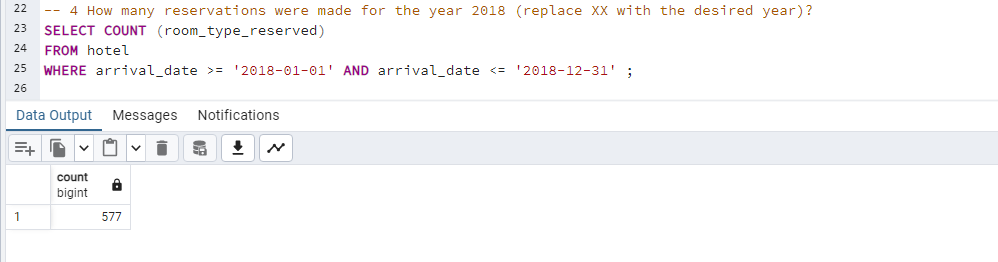 22 -- 4 How many reservations were made for the year 2018 (replace XX with the desired year)?
23 SELECT COUNT (room_type_reserved)
24 FROM hotel
25 WHERE arrival_date >= '2018-01-01' AND arrival_date <= '2018-12-31' ;
26
Data Output Messages Notifications
count
bigint
1 577